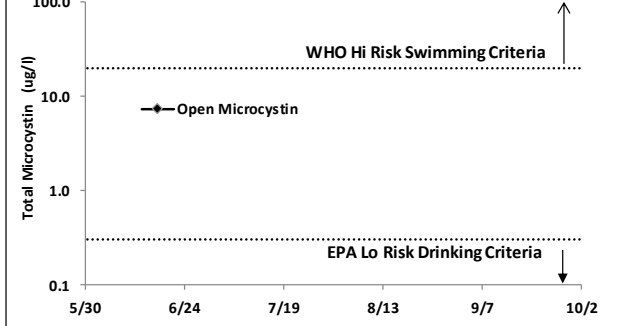 100.0
WHO Hi Risk Swimming Criteria
10.0
Open Microcystin
Total Microcystin (ug/l)
1.0
EPA Lo Risk Drinking Criteria
0.1
5/30 6/24 7/19 8/13 9/7 10/2